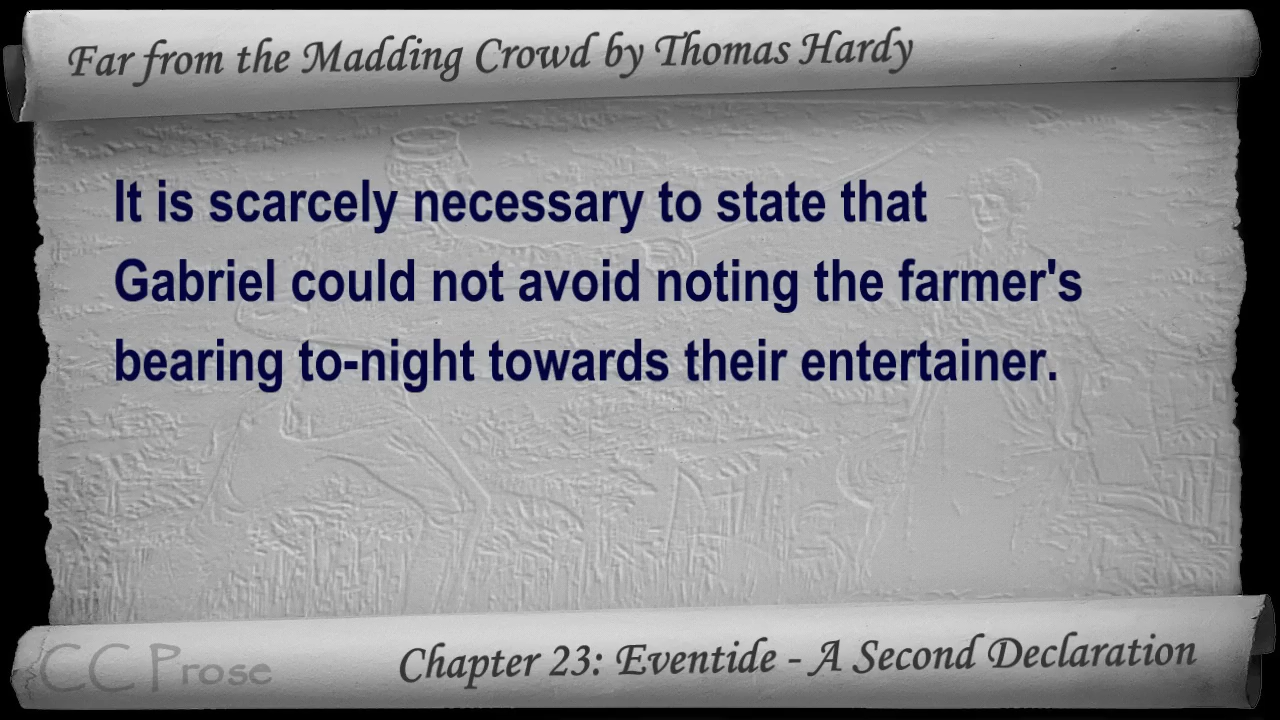 Far from the Madding Crowd by Thomas Hardy
It is scarcely necessary to state that
Gabriel could not avoid noting the farmer's
bearing to-night towards their entertainer.
CC Prose
Chapter 23: Eventide - A Second Declaration